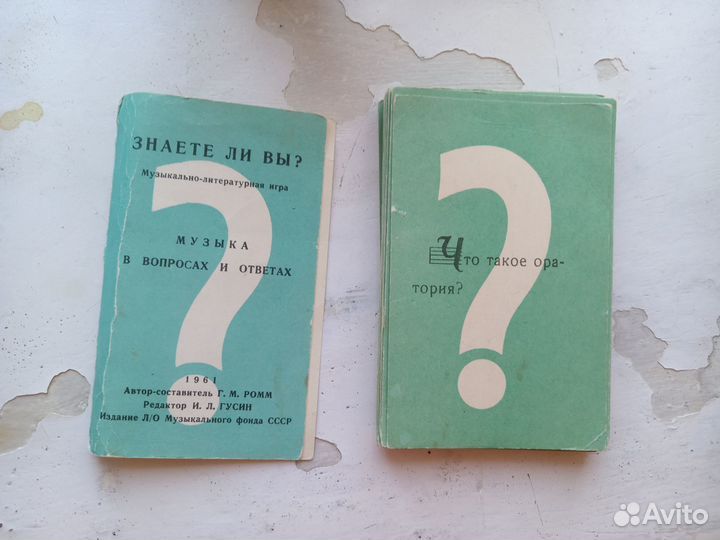 ЗНАЕТЕ ЛИ ВЫ?
Музыкально-литературная игра
МУЗЫКА
В ВОПРОСАХ И ОТВЕТАХ
1961
Автор-составитель Г. М. РОММ
Редактор И. Л. ГУСИН
Издание Л/О Музыкального фонда СССР
Что такое ора-
тория?
Avito